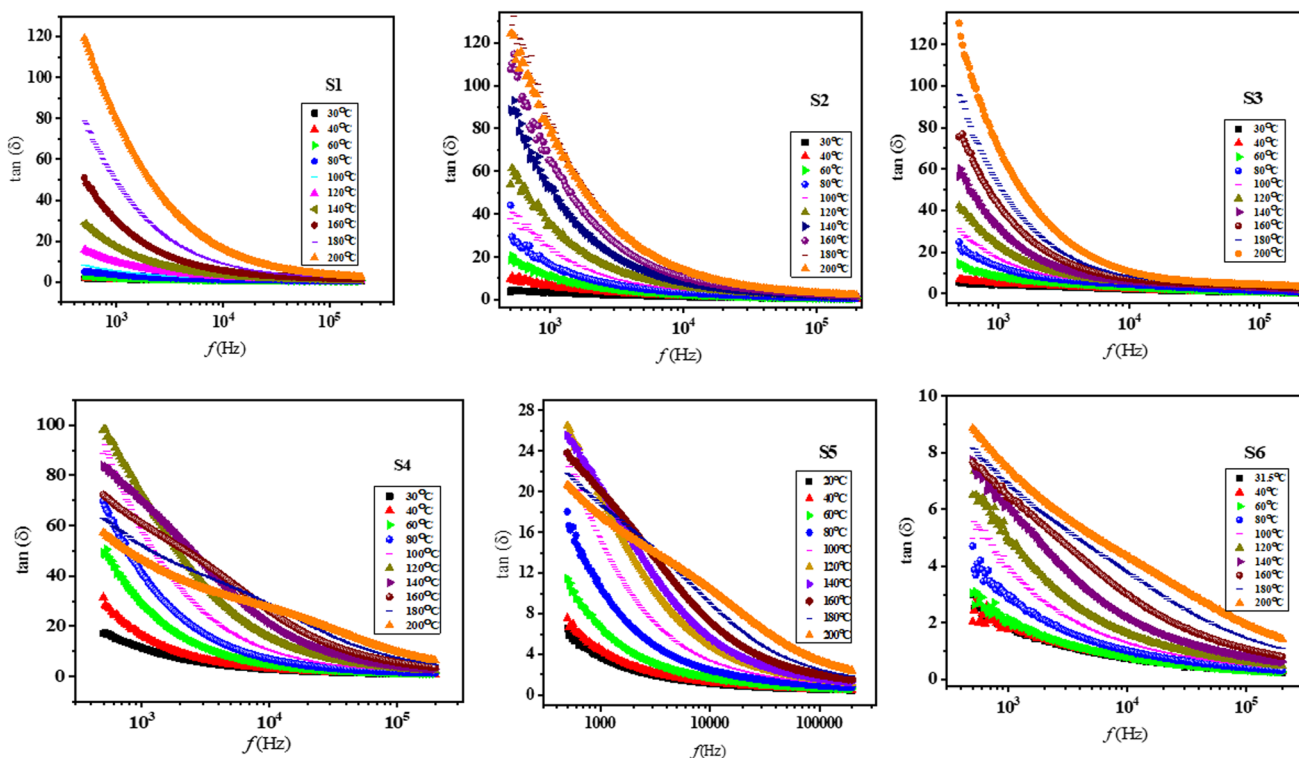 S1
tan (δ)
120
100
80
60
40
20
0
30°C
40°C
60°C
80°C
100°C
120°C
140°C
160°C
180°C
200°C
10³ 10⁴ 10⁵
f(Hz)
S2
tan (δ)
120
100
80
60
40
20
0
30°C
40°C
60°C
80°C
100°C
120°C
140°C
160°C
180°C
200°C
10³ 10⁴ 10⁵
f(Hz)
S3
tan (δ)
120
100
80
60
40
20
0
30°C
40°C
60°C
80°C
100°C
120°C
140°C
160°C
180°C
200°C
10³ 10⁴ 10⁵
f(Hz)
S4
tan (δ)
100
80
60
40
20
0
30°C
40°C
60°C
80°C
100°C
120°C
140°C
160°C
180°C
200°C
10³ 10⁴ 10⁵
f(Hz)
S5
tan (δ)
28
24
20
16
12
8
4
0
20°C
40°C
60°C
80°C
100°C
120°C
140°C
160°C
180°C
200°C
1000 10000 100000
f(Hz)
S6
tan (δ)
10
8
6
4
2
0
31.5°C
40°C
60°C
80°C
100°C
120°C
140°C
160°C
180°C
200°C
10³ 10⁴ 10⁵
f(Hz)